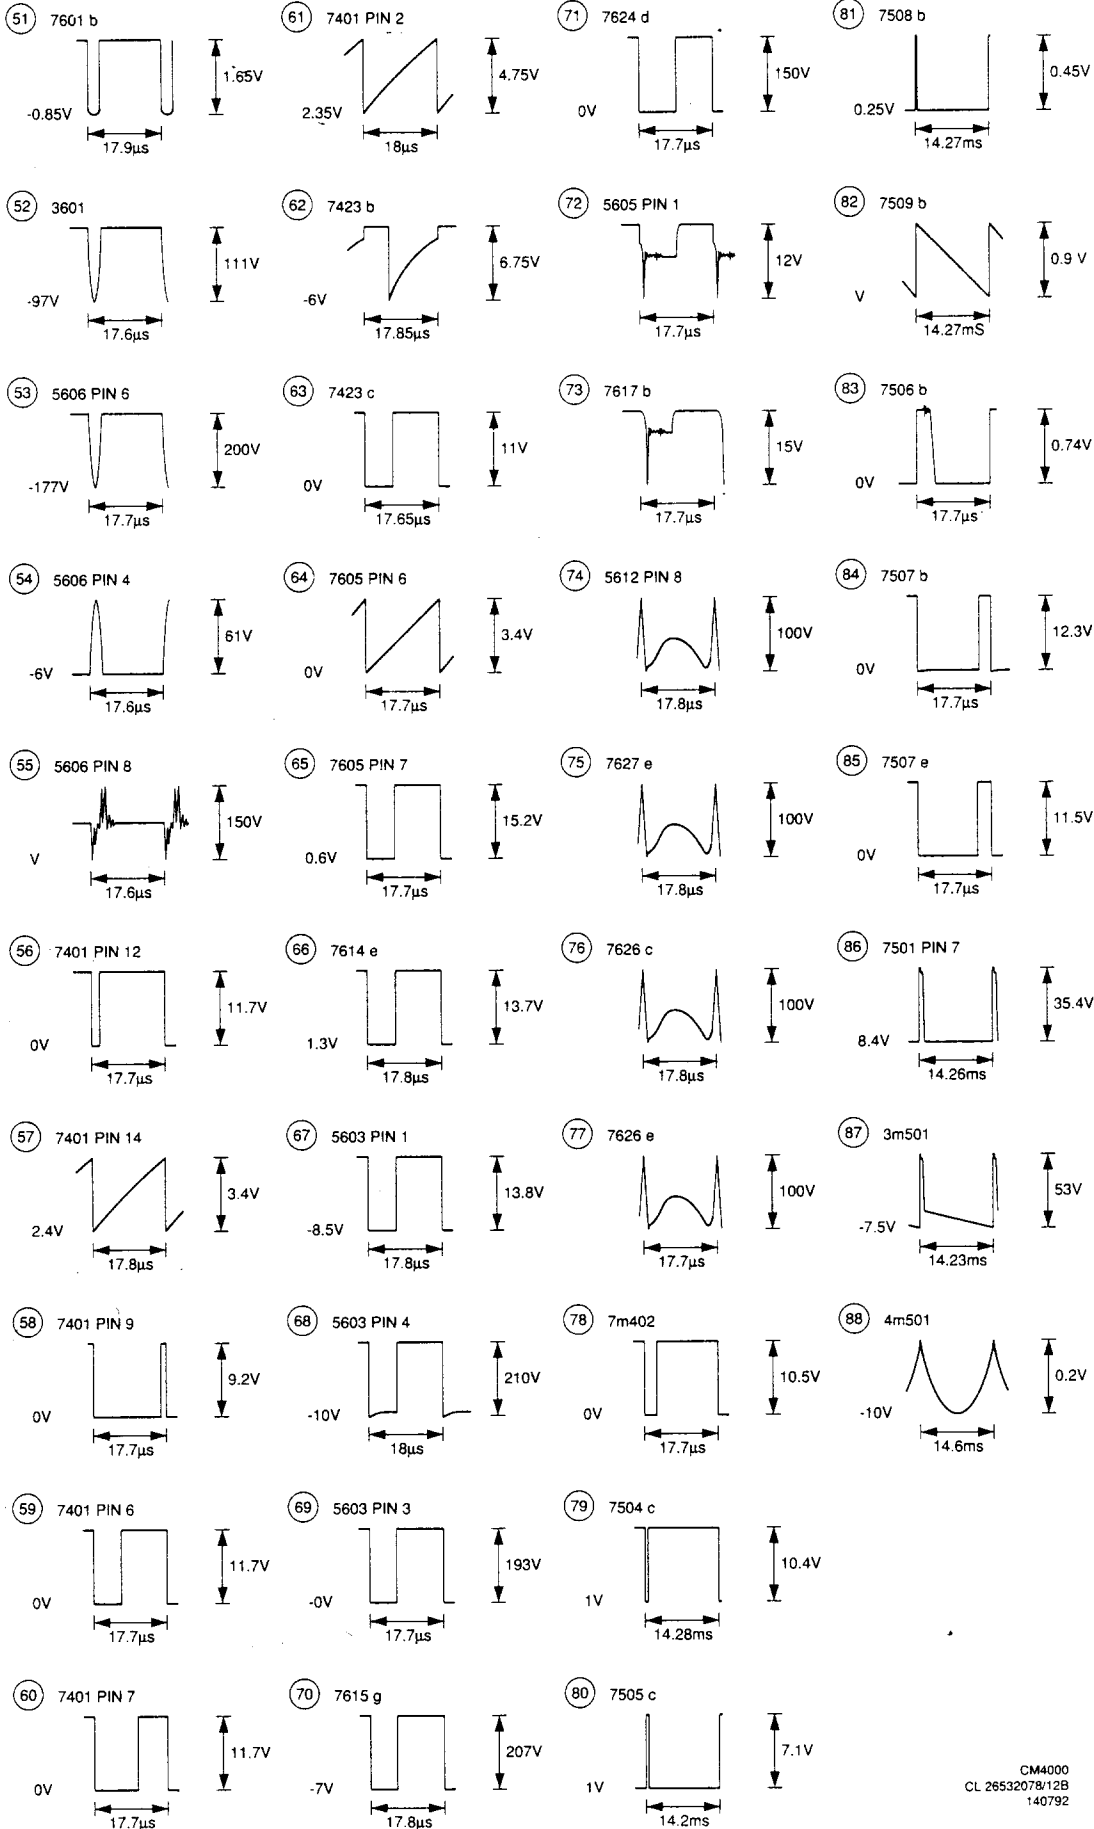 51 7601 b
1.65V
-0.85V
17.9µs
52 3601
111V
-97V
17.6µs
53 5606 PIN 6
200V
-177V
17.7µs
54 5606 PIN 4
61V
-6V
17.6µs
55 5606 PIN 8
150V
V
17.6µs
56 7401 PIN 12
11.7V
0V
17.7µs
57 7401 PIN 14
3.4V
2.4V
17.8µs
58 7401 PIN 9
9.2V
0V
17.7µs
59 7401 PIN 6
11.7V
0V
17.7µs
60 7401 PIN 7
11.7V
0V
17.7µs
61 7401 PIN 2
4.75V
2.35V
18µs
62 7423 b
6.75V
-6V
17.85µs
63 7423 c
11V
0V
17.65µs
64 7605 PIN 6
3.4V
0V
17.7µs
65 7605 PIN 7
15.2V
0.6V
17.7µs
66 7614 e
13.7V
1.3V
17.8µs
67 5603 PIN 1
13.8V
-8.5V
17.8µs
68 5603 PIN 4
210V
-10V
18µs
69 5603 PIN 3
193V
-0V
17.7µs
70 7615 g
207V
-7V
17.8µs
71 7624 d
150V
0V
17.7µs
72 5605 PIN 1
12V
17.7µs
73 7617 b
15V
17.7µs
74 5612 PIN 8
100V
17.8µs
75 7627 e
100V
17.8µs
76 7626 c
100V
17.8µs
77 7626 e
100V
17.7µs
78 7m402
10.5V
0V
17.7µs
79 7504 c
10.4V
1V
14.28ms
80 7505 c
7.1V
1V
14.2ms
81 7508 b
0.45V
0.25V
14.27ms
82 7509 b
0.9 V
V
14.27mS
83 7506 b
0.74V
0V
17.7µs
84 7507 b
12.3V
0V
17.7µs
85 7507 e
11.5V
0V
17.7µs
86 7501 PIN 7
35.4V
8.4V
14.26ms
87 3m501
53V
-7.5V
14.23ms
88 4m501
0.2V
-10V
14.6ms
CM4000
CL 26532078/12B
140792